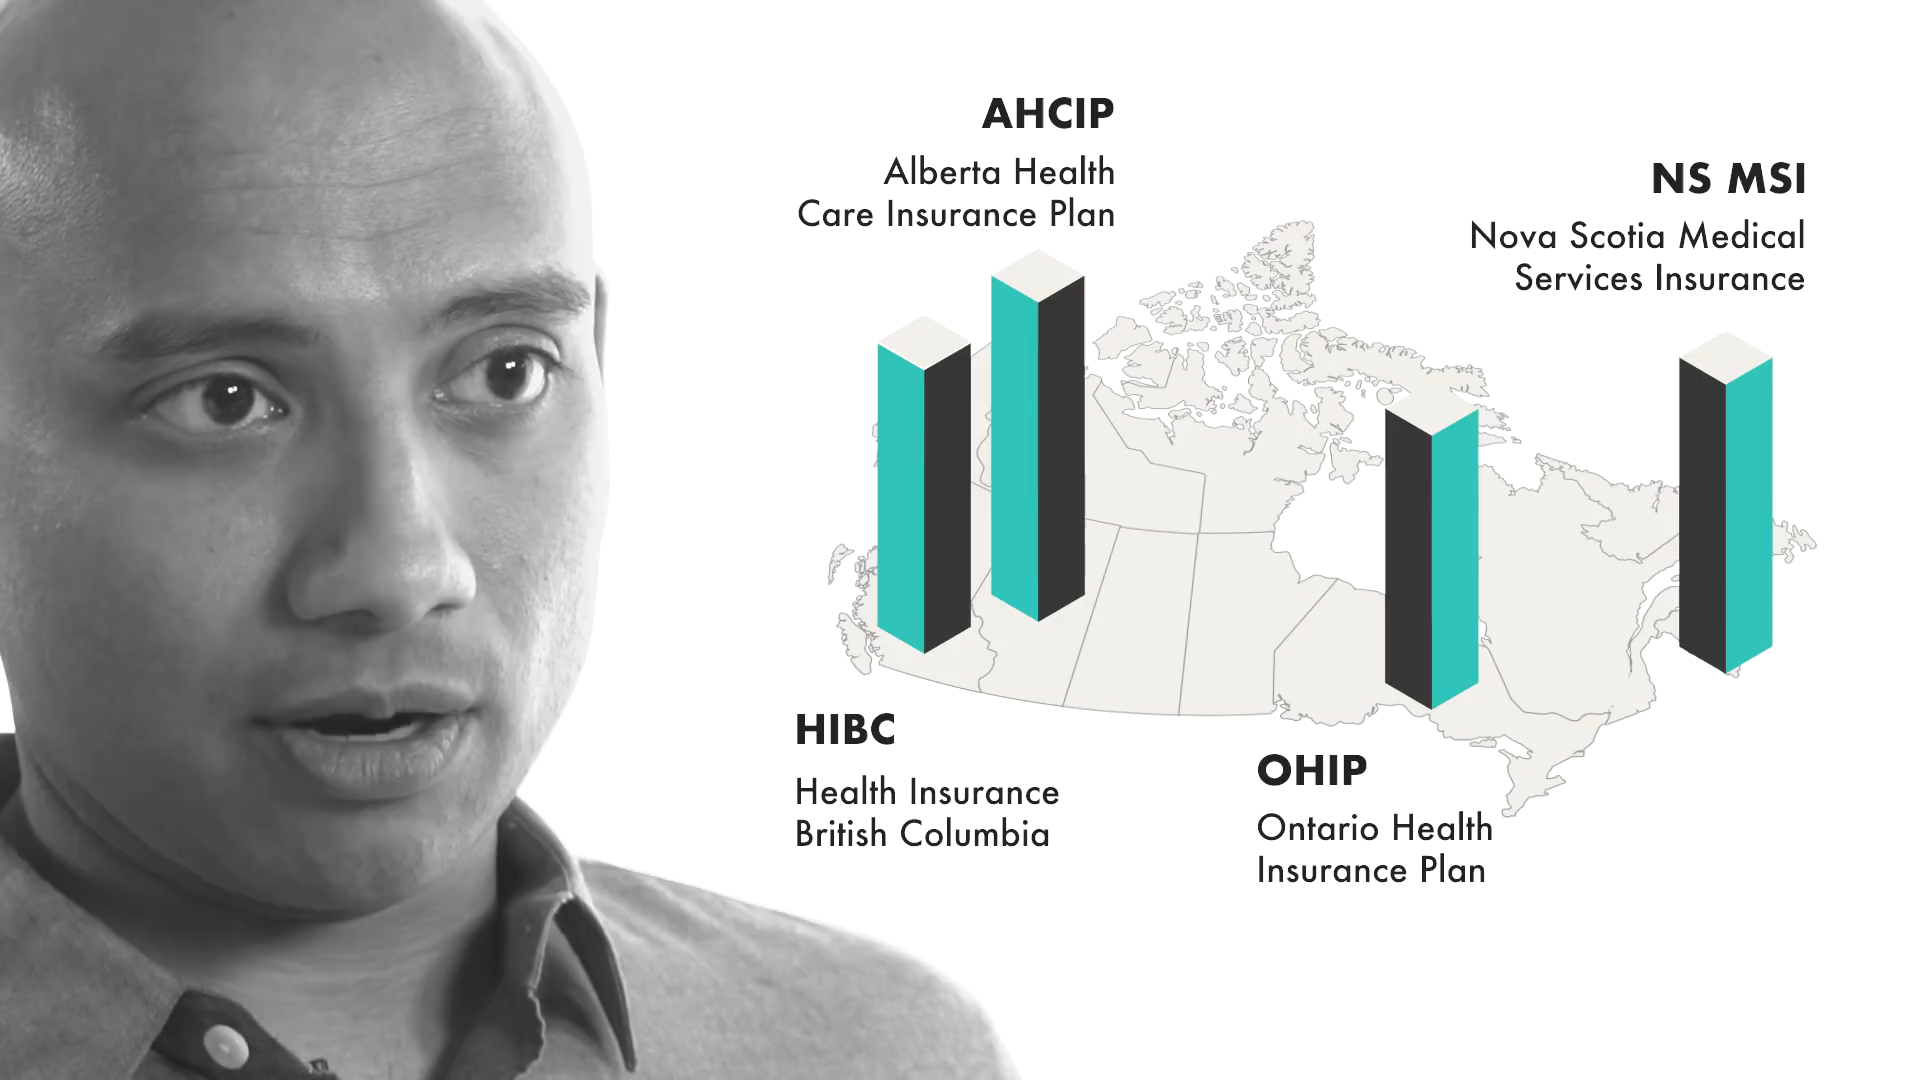 AHCIP
Alberta Health
Care Insurance Plan
NS MSI
Nova Scotia Medical
Services Insurance
HIBC
Health Insurance
British Columbia
OHIP
Ontario Health
Insurance Plan